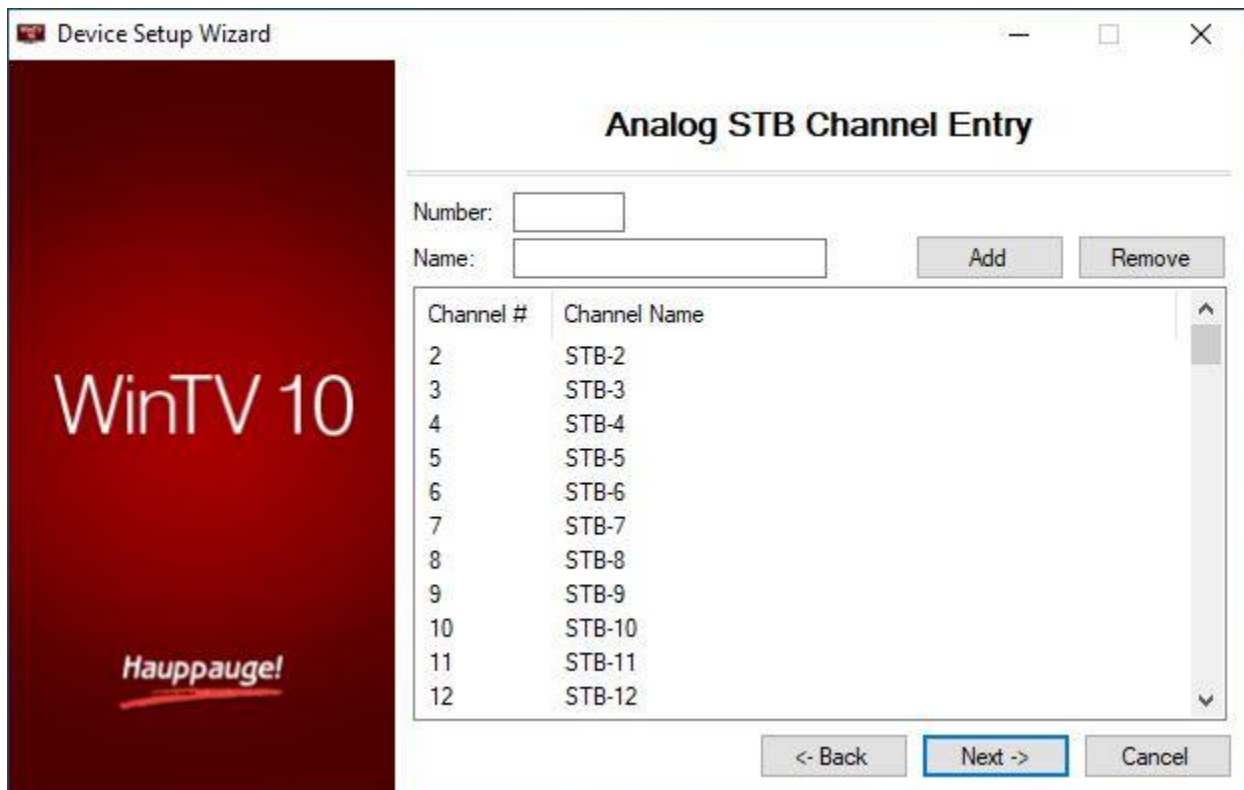 Device Setup Wizard
WinTV 10
Hauppauge!
Analog STB Channel Entry
Number:
Name:
Add Remove
Channel # Channel Name
2 STB-2
3 STB-3
4 STB-4
5 STB-5
6 STB-6
7 STB-7
8 STB-8
9 STB-9
10 STB-10
11 STB-11
12 STB-12
<- Back Next -> Cancel